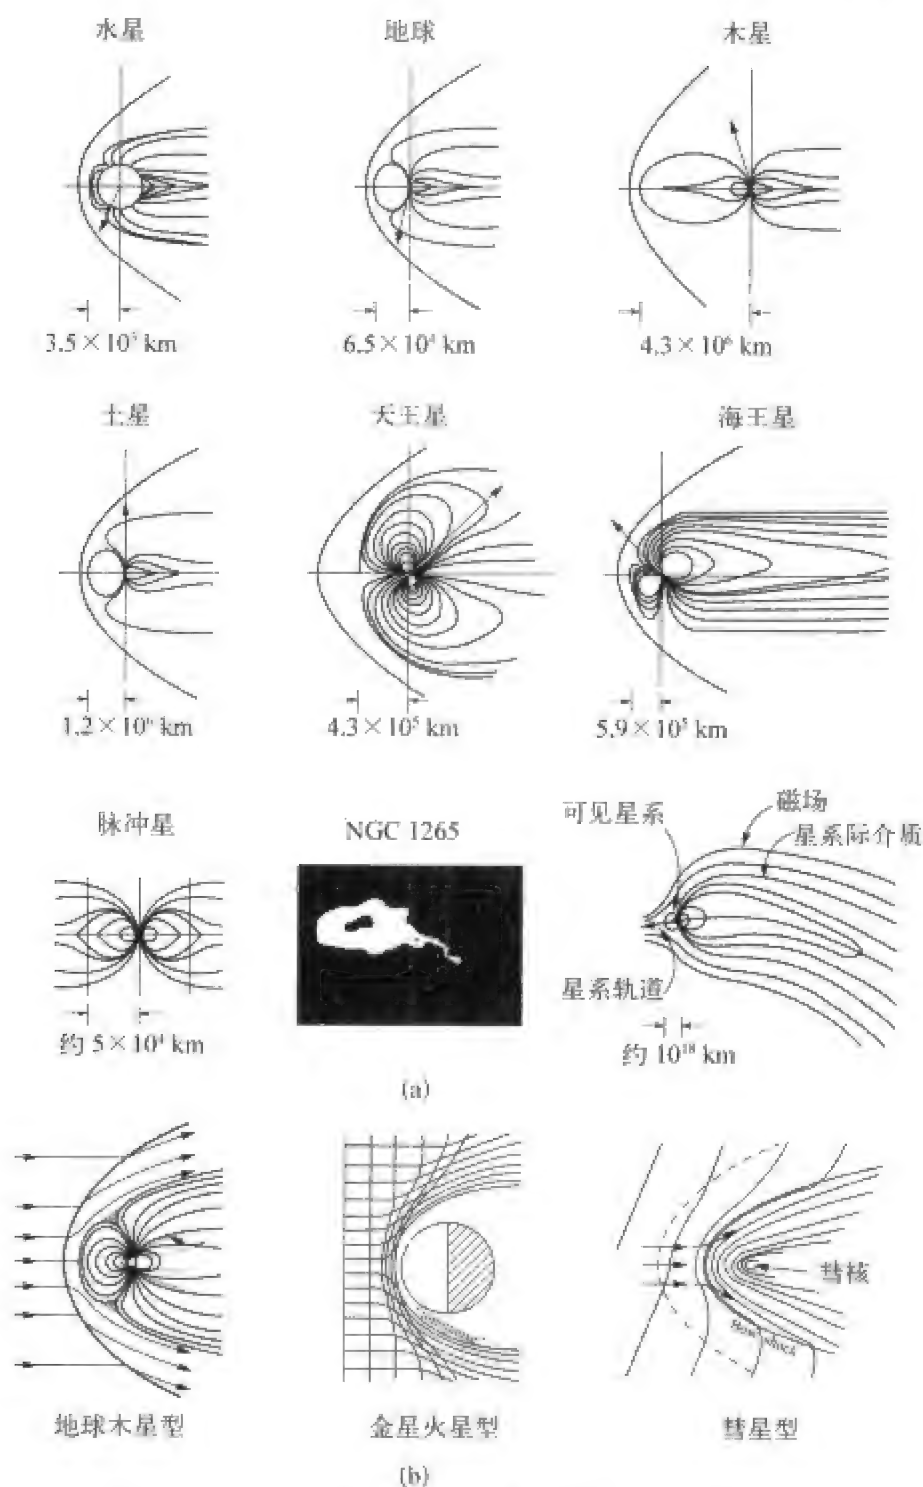 水星 地球 木星
3.5×10³ km 6.5×10⁴ km 4.3×10⁶ km
土星 天王星 海王星
1.2×10⁶ km 4.3×10⁵ km 5.9×10⁵ km
脉冲星 NGC 1265
可见星系 磁场
星系际介质
星系轨道
约 5×10⁴ km 约 10¹⁸ km
(a)
彗核
Bow shock
地球木星型 金星火星型 彗星型
(b)